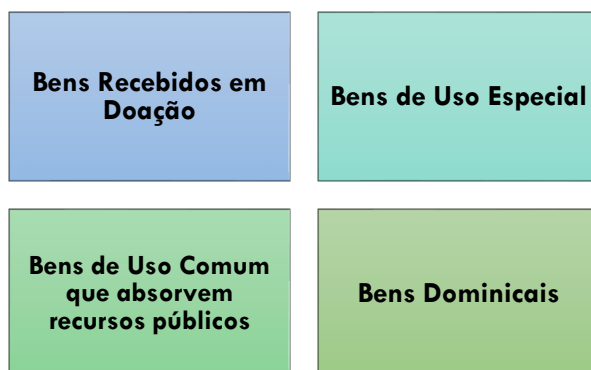 Bens Recebidos em
Doação
Bens de Uso Especial
Bens de Uso Comum
que absorvem
recursos públicos
Bens Dominicais